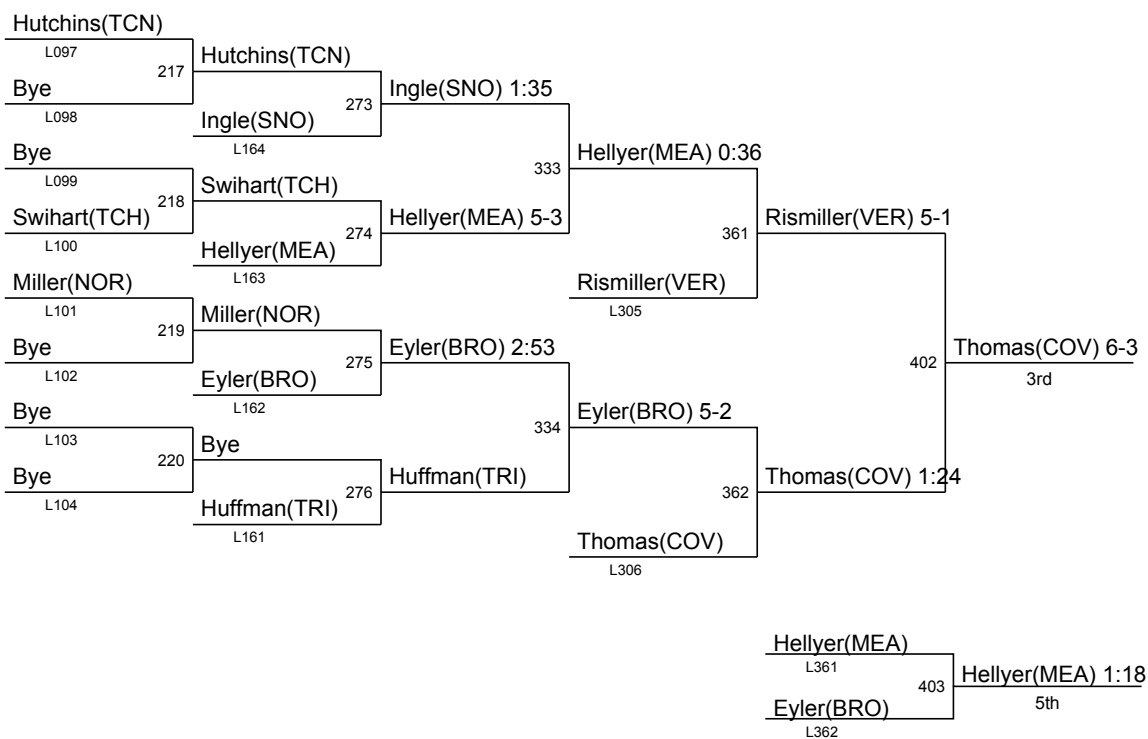 Hutchins(TCN)
L097
217
Bye
L098
Bye
L099
218
Swihart(TCH)
L100
Miller(NOR)
L101
219
Bye
L102
Bye
L103
220
Bye
L104
Hutchins(TCN)
273
Ingle(SNO)
L164
Swihart(TCH)
274
Hellyer(MEA)
L163
Miller(NOR)
275
Eyler(BRO)
L162
Bye
276
Huffman(TRI)
L161
Ingle(SNO) 1:35
333
Hellyer(MEA) 5-3
Eyler(BRO) 2:53
334
Huffman(TRI)
Hellyer(MEA) 0:36
361
Rismiller(VER)
L305
Eyler(BRO) 5-2
362
Thomas(COV)
L306
Rismiller(VER) 5-1
402
Thomas(COV) 1:24
Thomas(COV) 6-3
3rd
Hellyer(MEA)
L361
403
Eyler(BRO)
L362
Hellyer(MEA) 1:18
5th